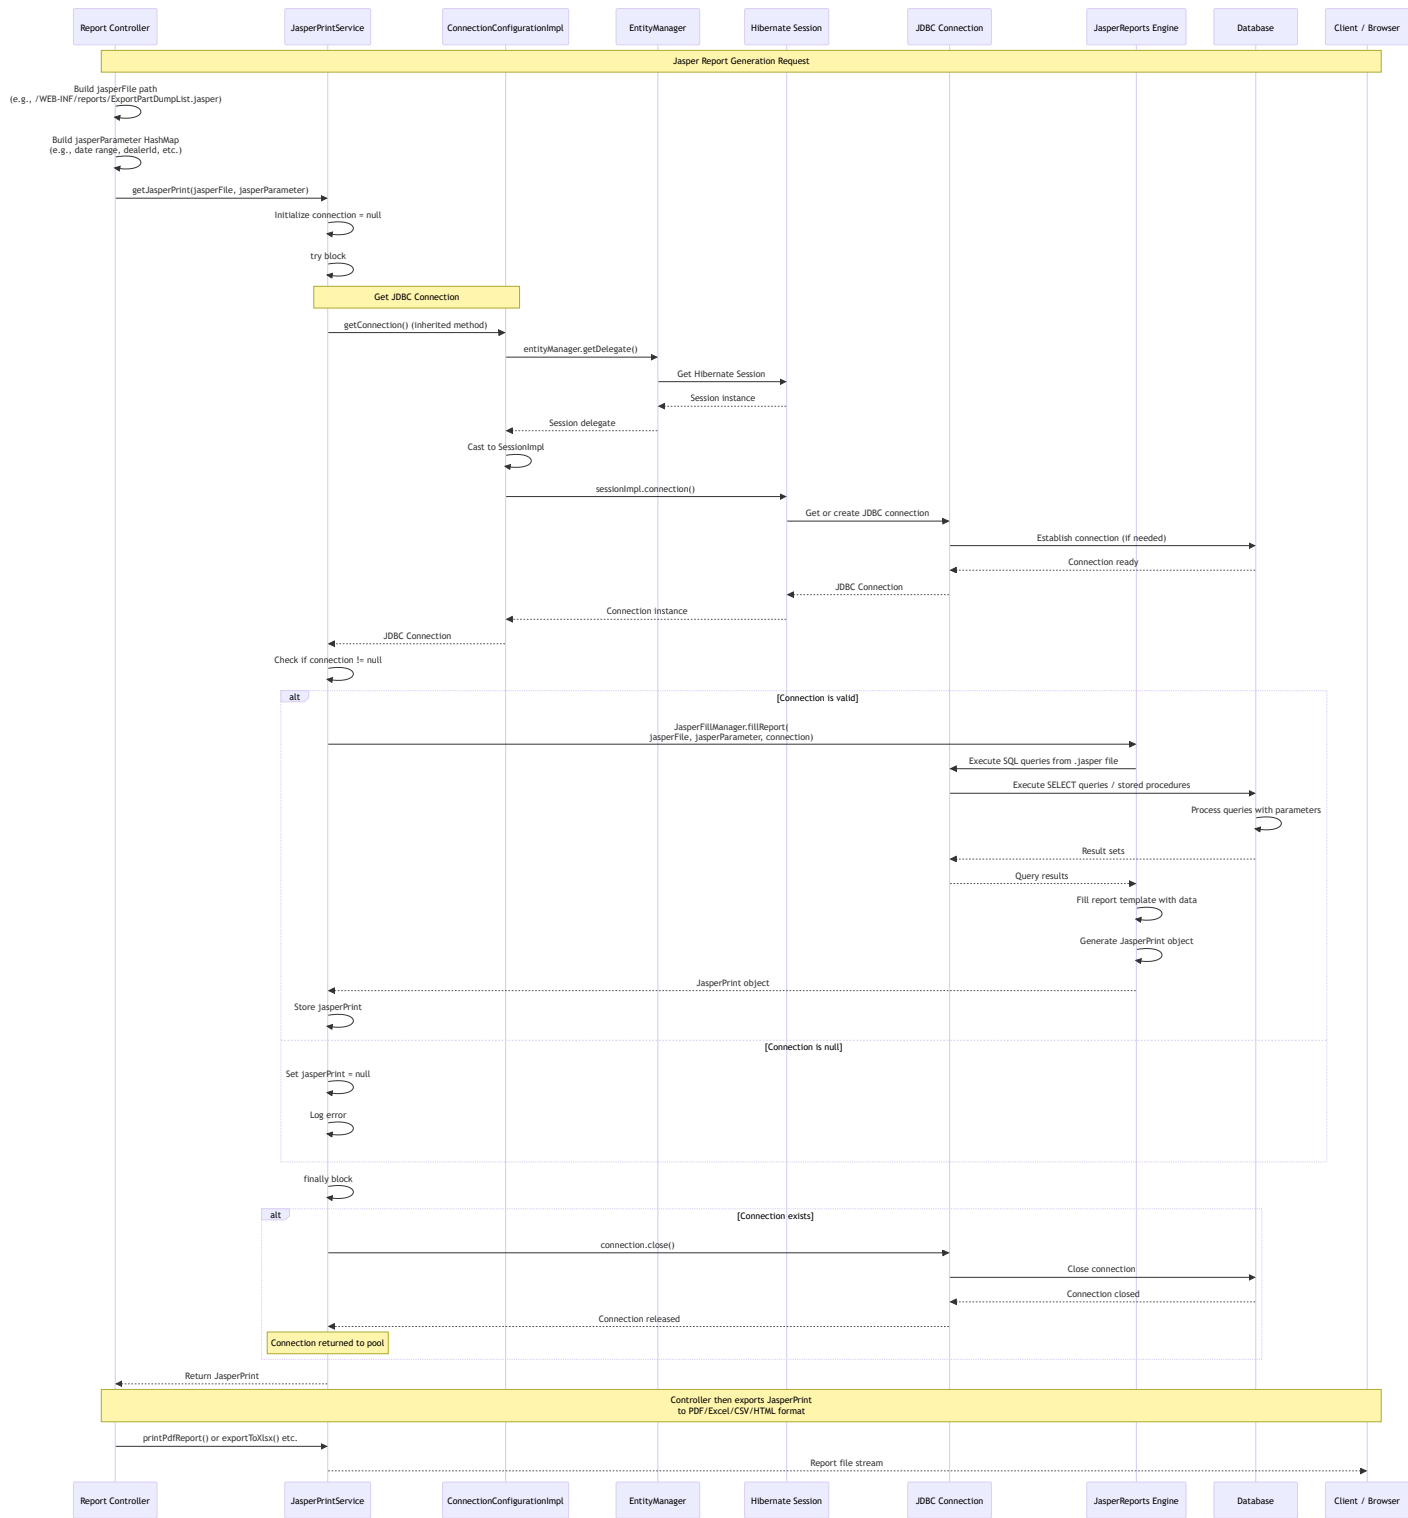 Report Controller
JasperPrintService
ConnectionConfigurationImpl
EntityManager
Hibernate Session
JDBC Connection
JasperReports Engine
Database
Client / Browser
Jasper Report Generation Request
Build jasperFile path
(e.g., /WEB-INF/reports/ExportPartDumpList.jasper)
Build jasperParameter HashMap
(e.g., date range, dealerId, etc.)
getJasperPrint(jasperFile, jasperParameter)
Initialize connection = null
try block
Get JDBC Connection
getConnection() (inherited method)
entityManager.getDelegate()
Get Hibernate Session
Session instance
Session delegate
Cast to SessionImpl
sessionImpl.connection()
Get or create JDBC connection
Establish connection (if needed)
Connection ready
JDBC Connection
Connection instance
JDBC Connection
Check if connection != null
alt
[Connection is valid]
JasperFillManager.fillReport(
jasperFile, jasperParameter, connection)
Execute SQL queries from .jasper file
Execute SELECT queries / stored procedures
Process queries with parameters
Result sets
Query results
Fill report template with data
Generate JasperPrint object
JasperPrint object
Store jasperPrint
[Connection is null]
Set jasperPrint = null
Log error
finally block
alt
[Connection exists]
connection.close()
Close connection
Connection closed
Connection released
Connection returned to pool
Return JasperPrint
Controller then exports JasperPrint
to PDF/Excel/CSV/HTML format
printPdfReport() or exportToXlsx() etc.
Report file stream
Report Controller
JasperPrintService
ConnectionConfigurationImpl
EntityManager
Hibernate Session
JDBC Connection
JasperReports Engine
Database
Client / Browser